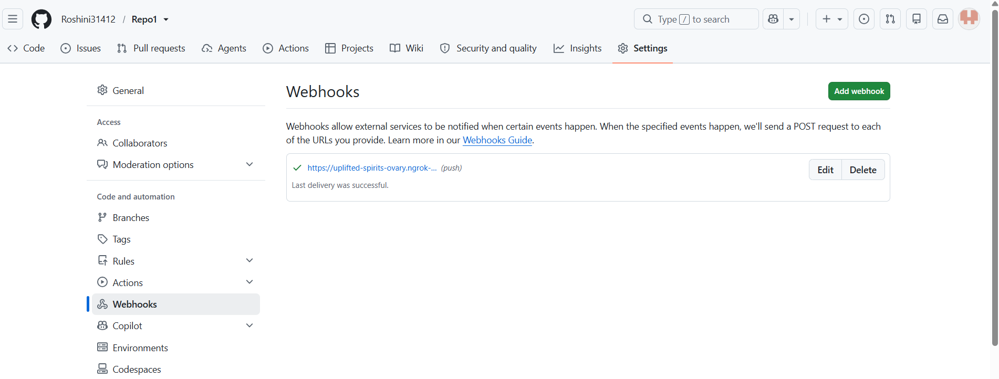 Roshini31412 / Repo1
Type / to search
Code Issues Pull requests Agents Actions Projects Wiki Security and quality Insights Settings
General
Access
Collaborators
Moderation options
Code and automation
Branches
Tags
Rules
Actions
Webhooks
Copilot
Environments
Codespaces
Webhooks
Add webhook
Webhooks allow external services to be notified when certain events happen. When the specified events happen, we'll send a POST request to each
of the URLs you provide. Learn more in our Webhooks Guide.
https://uplifted-spirits-ovary.ngrok-... (push)
Edit Delete
Last delivery was successful.